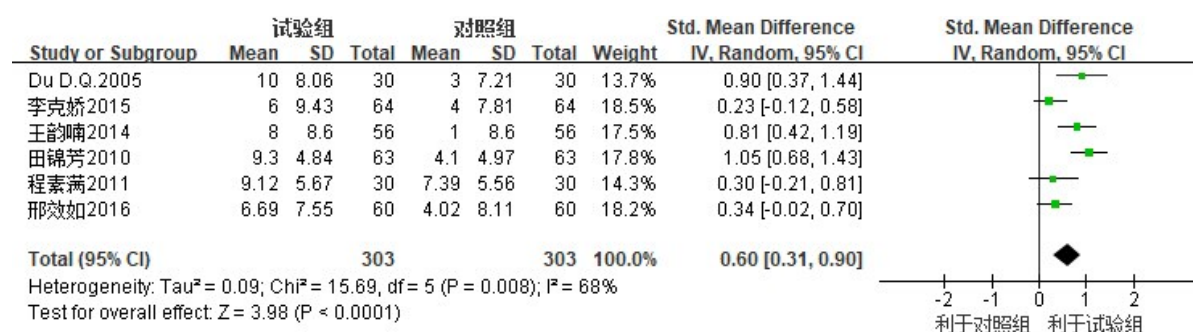 试验组 对照组 Std. Mean Difference Std. Mean Difference
Study or Subgroup Mean SD Total Mean SD Total Weight IV, Random, 95% CI IV, Random, 95% CI
Du D.Q.2005 10 8.06 30 3 7.21 30 13.7% 0.90 [0.37, 1.44]
李克娇2015 6 9.43 64 4 7.81 64 18.5% 0.23 [-0.12, 0.58]
王韵喃2014 8 8.6 56 1 8.6 56 17.5% 0.81 [0.42, 1.19]
田锦芳2010 9.3 4.84 63 4.1 4.97 63 17.8% 1.05 [0.68, 1.43]
程素满2011 9.12 5.67 30 7.39 5.56 30 14.3% 0.30 [-0.21, 0.81]
邢效如2016 6.69 7.55 60 4.02 8.11 60 18.2% 0.34 [-0.02, 0.70]
Total (95% CI) 303 303 100.0% 0.60 [0.31, 0.90]
Heterogeneity: Tau² = 0.09; Chi² = 15.69, df = 5 (P = 0.008); I² = 68%
Test for overall effect: Z = 3.98 (P < 0.0001)
-2 -1 0 1 2
利于对照组 利于试验组